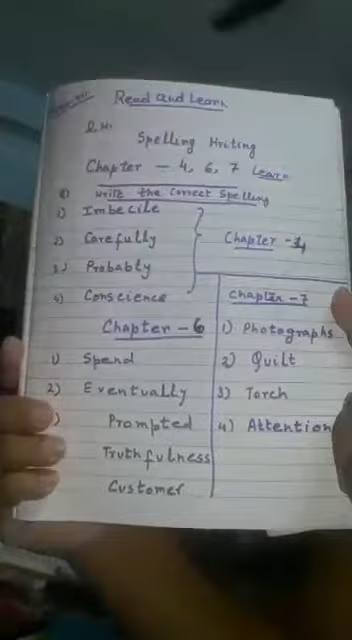 Read and Learn
Q.W.
Spelling Writing
Chapter - 4, 6, 7 Learn
Write the Correct Spelling
1) Imbecile
2) Carefully
3) Probably
4) Conscience
Chapter - 4
Chapter - 6
1) Spend
2) Eventually
) Prompted
Truthfulness
Customer
Chapter - 7
1) Photographs
2) Quilt
3) Torch
4) Attention